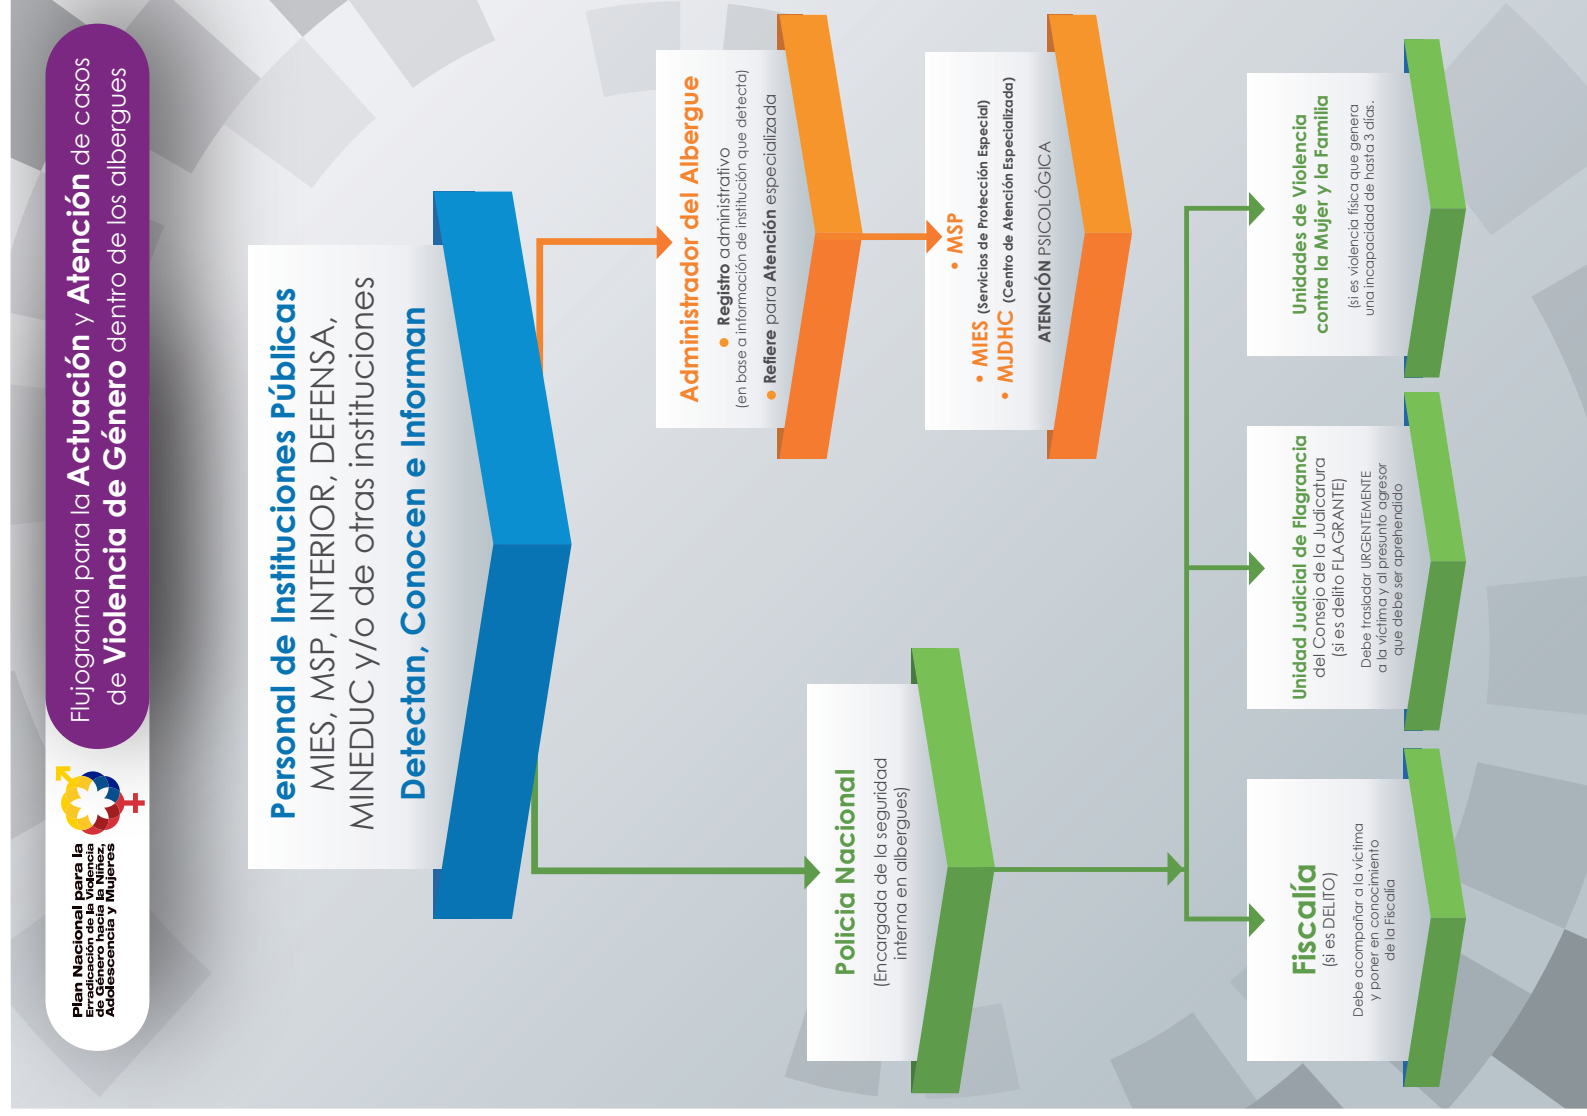 Plan Nacional para la
Erradicación de la Violencia
de Género hacia la Niñez,
Adolescencia y Mujeres
Flujograma para la Actuación y Atención de casos
de Violencia de Género dentro de los albergues
Personal de Instituciones Públicas
MIES, MSP, INTERIOR, DEFENSA,
MINEDUC y/o de otras instituciones
Detectan, Conocen e Informan
Administrador del Albergue
• Registro administrativo
(en base a información de institución que detecta)
• Refiere para Atención especializada
• MSP
• MIES (Servicios de Protección Especial)
• MJDHC (Centro de Atención Especializada)
ATENCIÓN PSICOLÓGICA
Policia Nacional
(Encargada de la seguridad
interna en albergues)
Fiscalía
(si es DELITO)
Debe acompañar a la víctima
y poner en conocimiento
de la Fiscalía
Unidad Judicial de Flagrancia
del Consejo de la Judicatura
(si es delito FLAGRANTE)
Debe trasladar URGENTEMENTE
a la víctima y al presunto agresor
que debe ser aprehendido
Unidades de Violencia
contra la Mujer y la Familia
(si es violencia física que genera
una incapacidad de hasta 3 días.